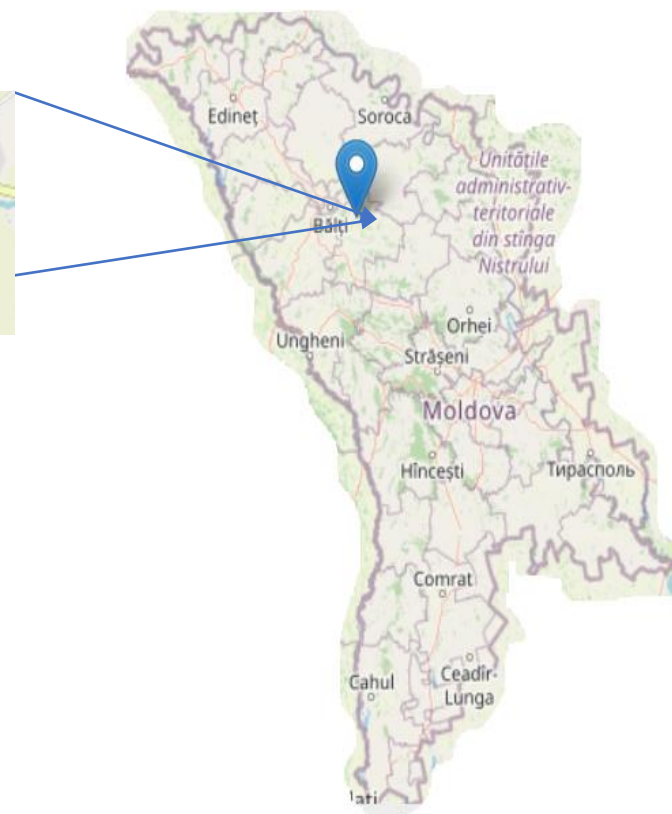 Edineț
Soroca
Unitățile
administrativ-
teritoriale
din stînga
Nistrului
Bălți
Orhei
Ungheni
Strășeni
Moldova
Hîncești
Тирасполь
Comrat
Ceadîr-
Lunga
Cahul